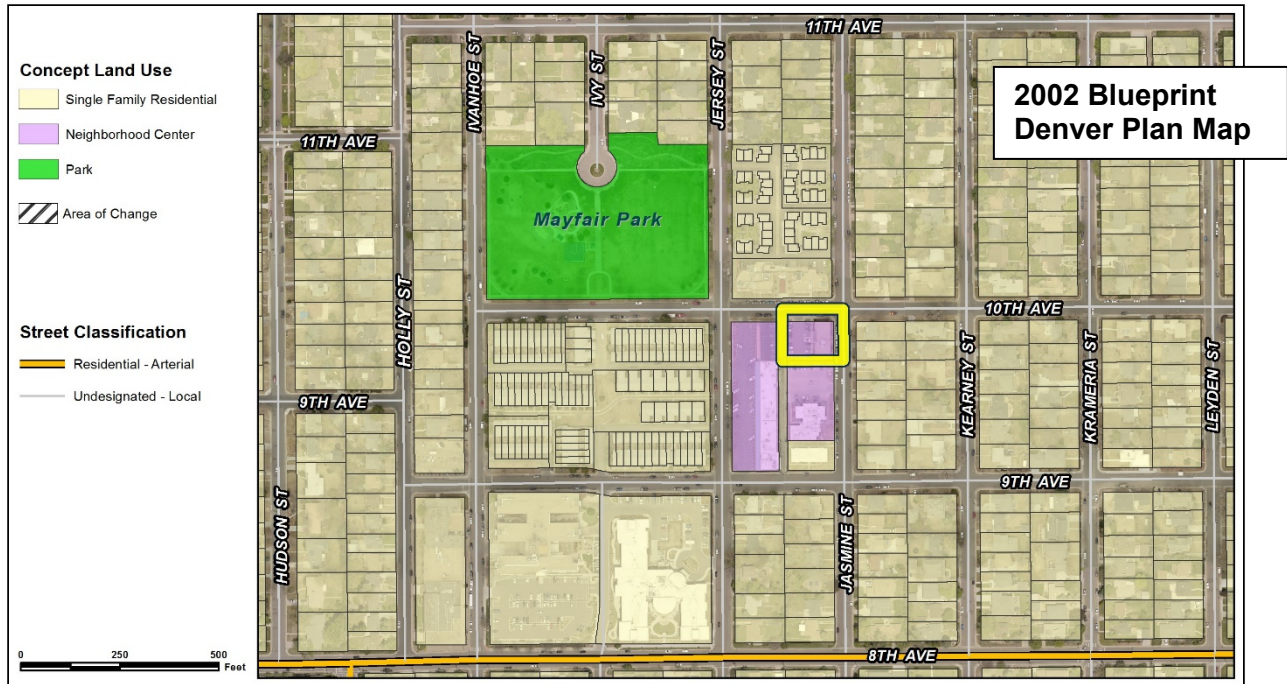 2002 Blueprint
Denver Plan Map
Concept Land Use
Single Family Residential
Neighborhood Center
Park
Area of Change
Street Classification
Residential - Arterial
Undesignated - Local
0 250 500
Feet
11TH AVE
IVANHOE ST
IVY ST
JERSEY ST
11TH AVE
Mayfair Park
HOLLY ST
10TH AVE
KEARNEY ST
KRAMERIA ST
LEYDEN ST
9TH AVE
9TH AVE
HUDSON ST
JASMINE ST
8TH AVE